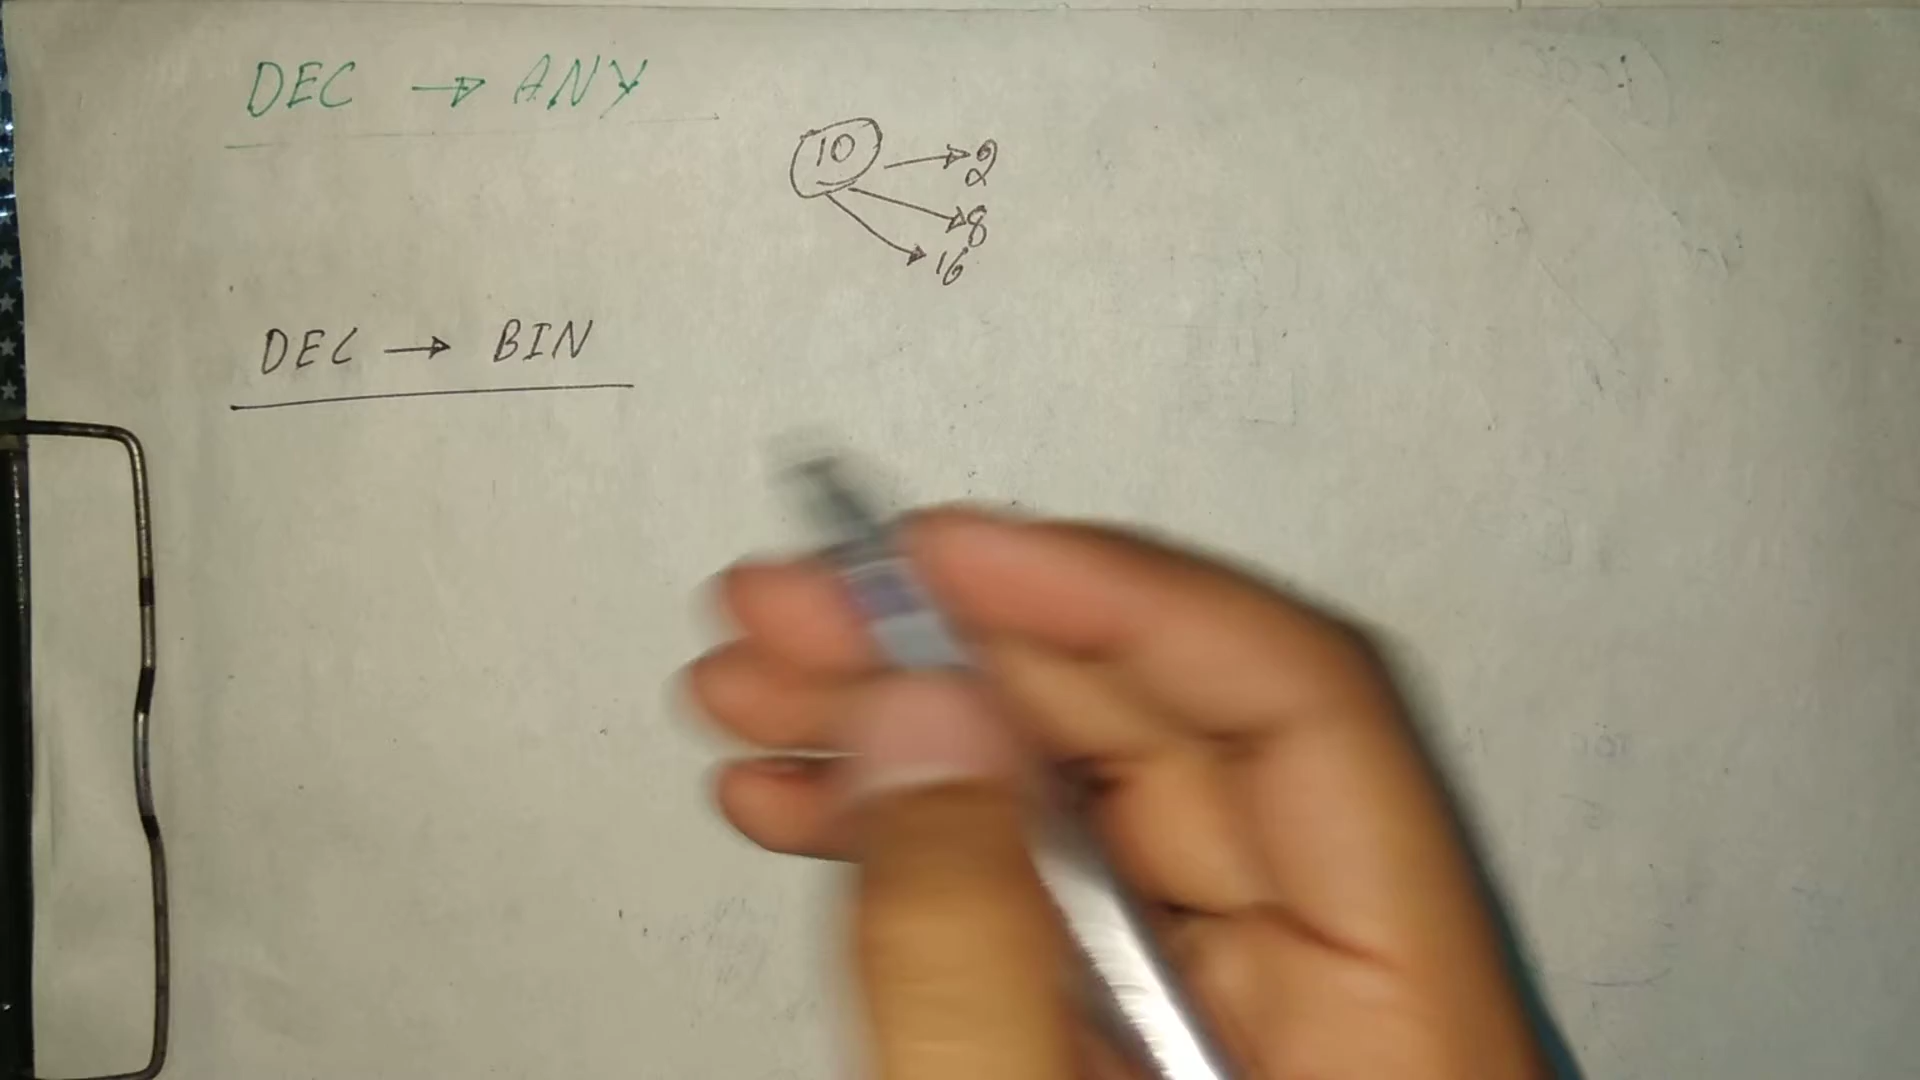 DEC → ANY
10 → 2
→ 8
→ 16
DEC → BIN